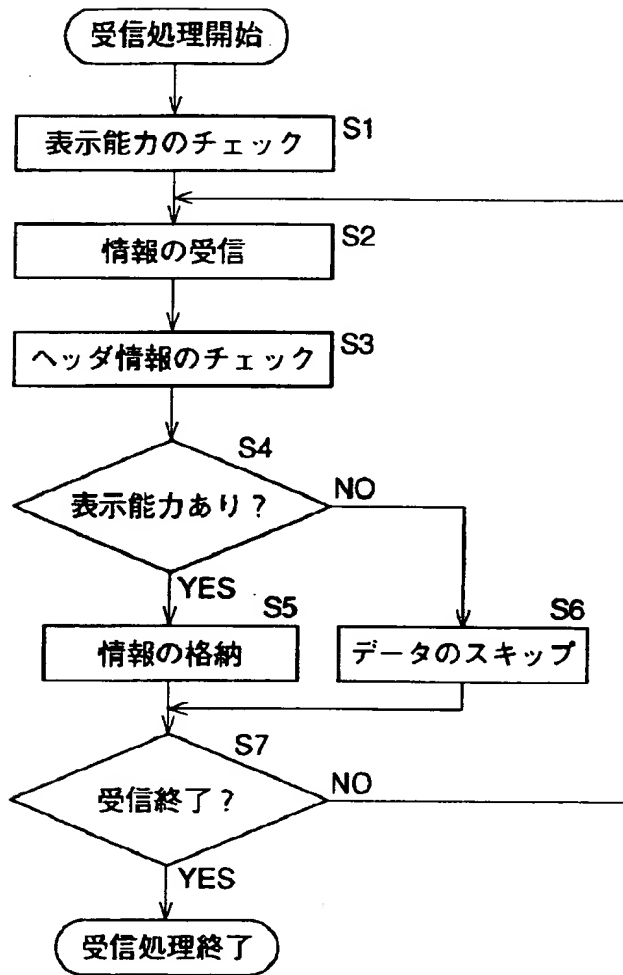 受信処理開始
表示能力のチェック
S1
情報の受信
S2
ヘッダ情報のチェック
S3
S4
表示能力あり?
NO
YES
S5
情報の格納
S6
データのスキップ
S7
受信終了?
NO
YES
受信処理終了